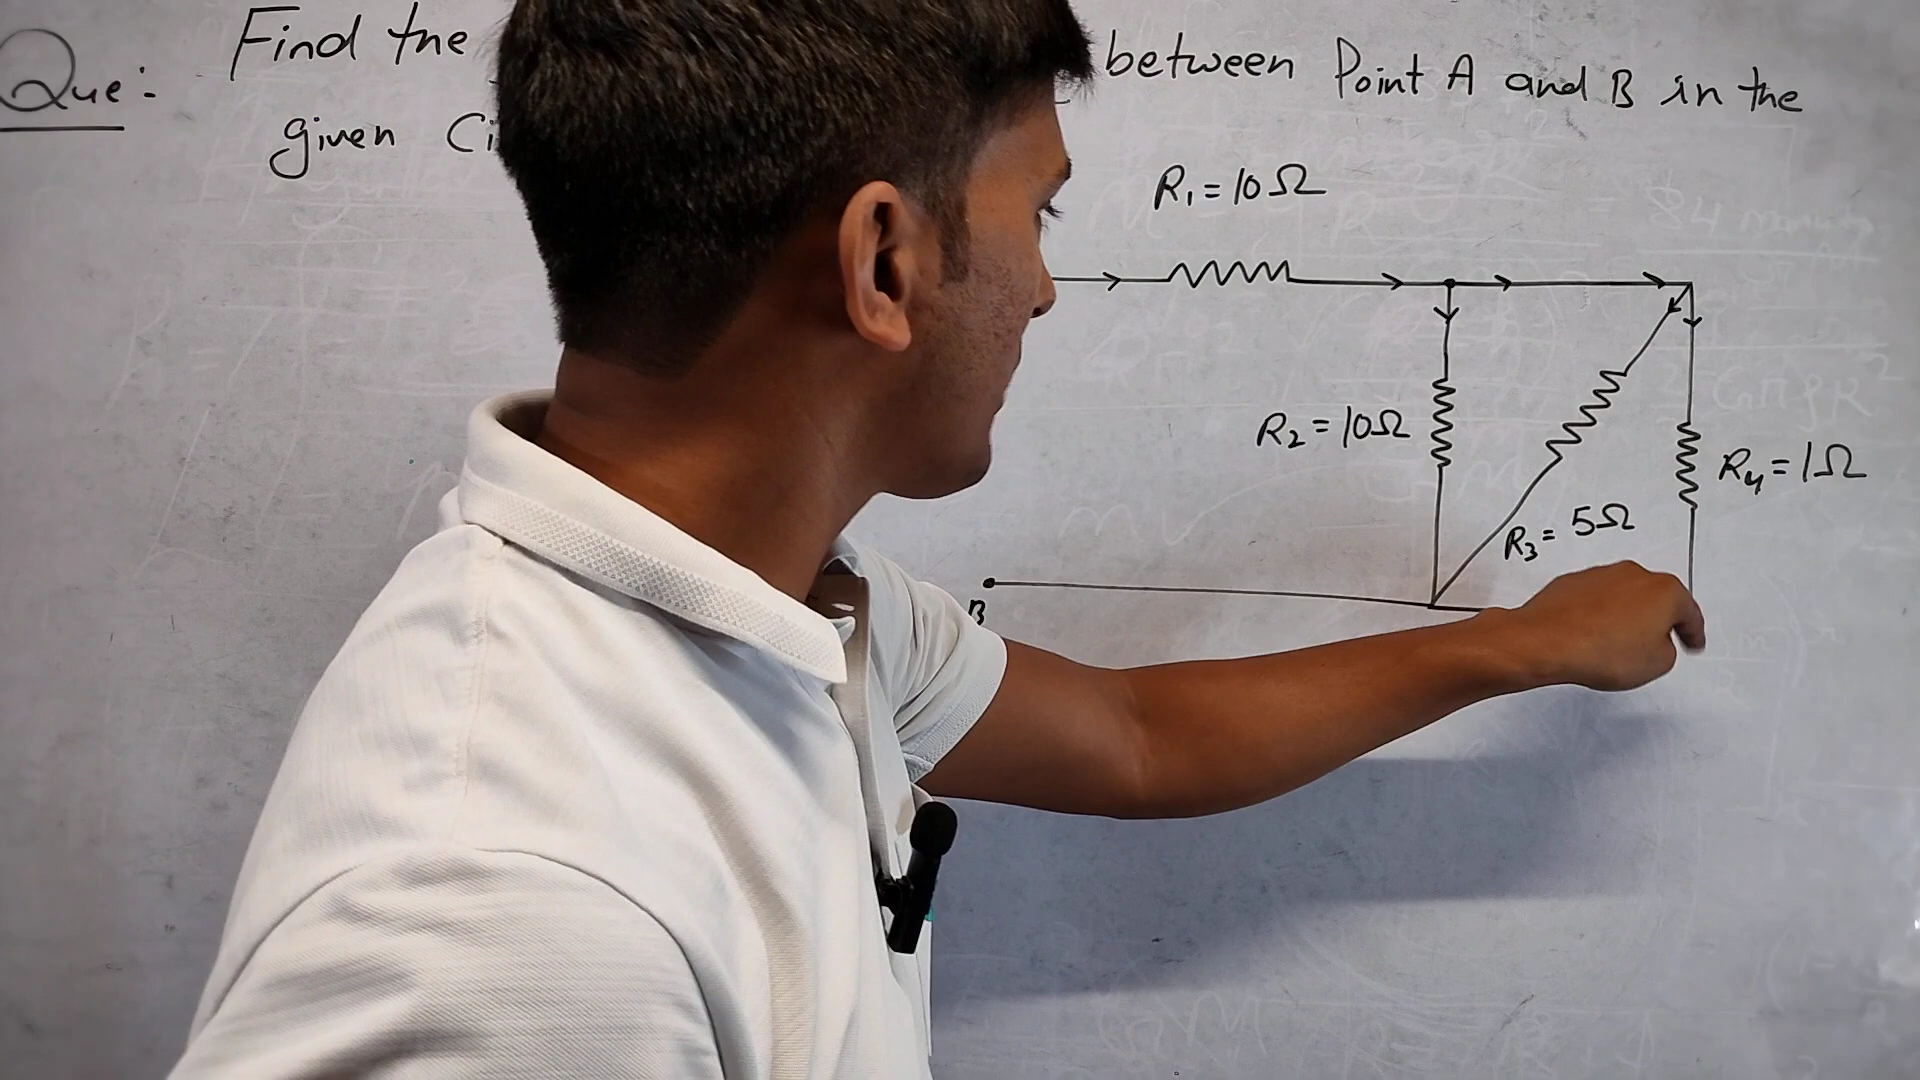 Que: Find the between Point A and B in the
given Ci
R₁ = 10Ω
R₂ = 10Ω
R₄ = 1Ω
R₃ = 5Ω
B